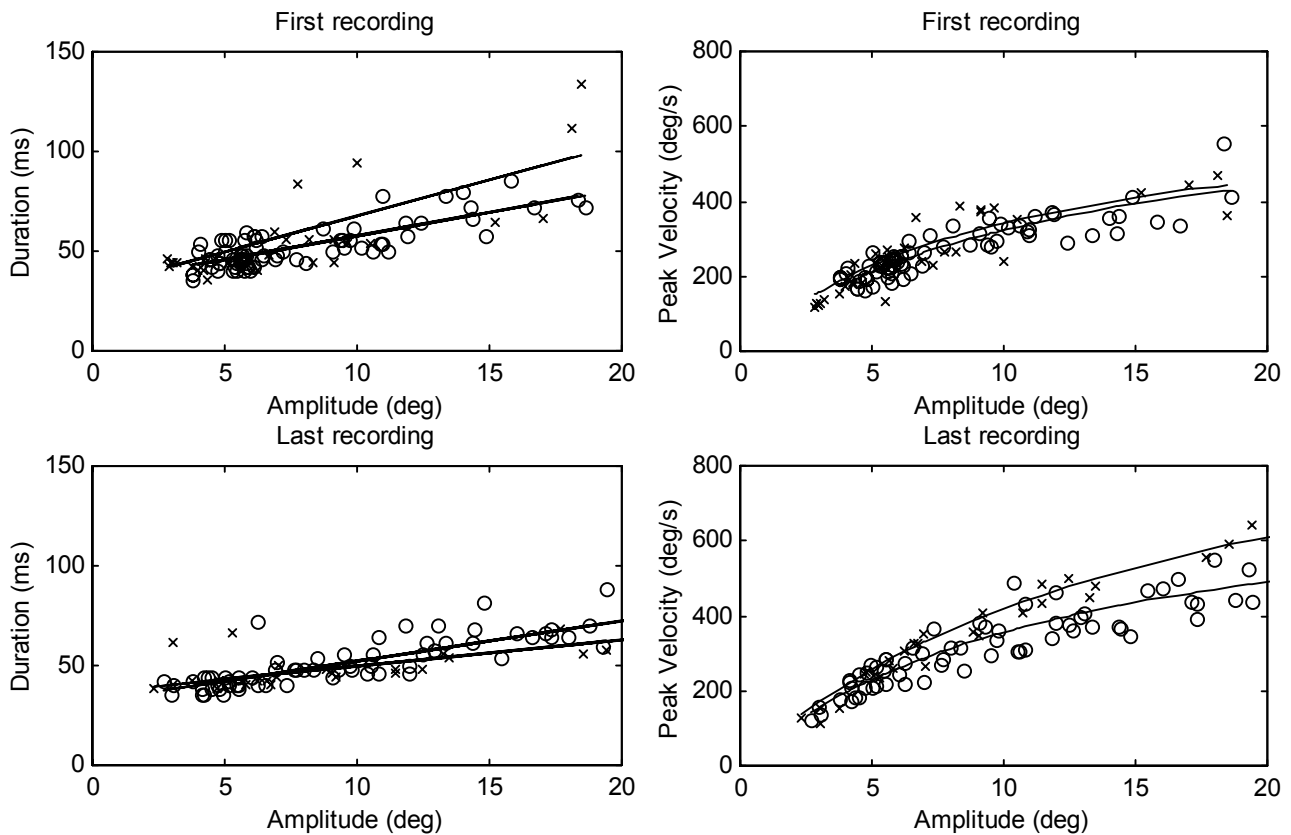 First recording
150
100
50
0
Duration (ms)
0 5 10 15 20
Amplitude (deg)
First recording
800
600
400
200
0
Peak Velocity (deg/s)
0 5 10 15 20
Amplitude (deg)
Last recording
150
100
50
0
Duration (ms)
0 5 10 15 20
Amplitude (deg)
Last recording
800
600
400
200
0
Peak Velocity (deg/s)
0 5 10 15 20
Amplitude (deg)